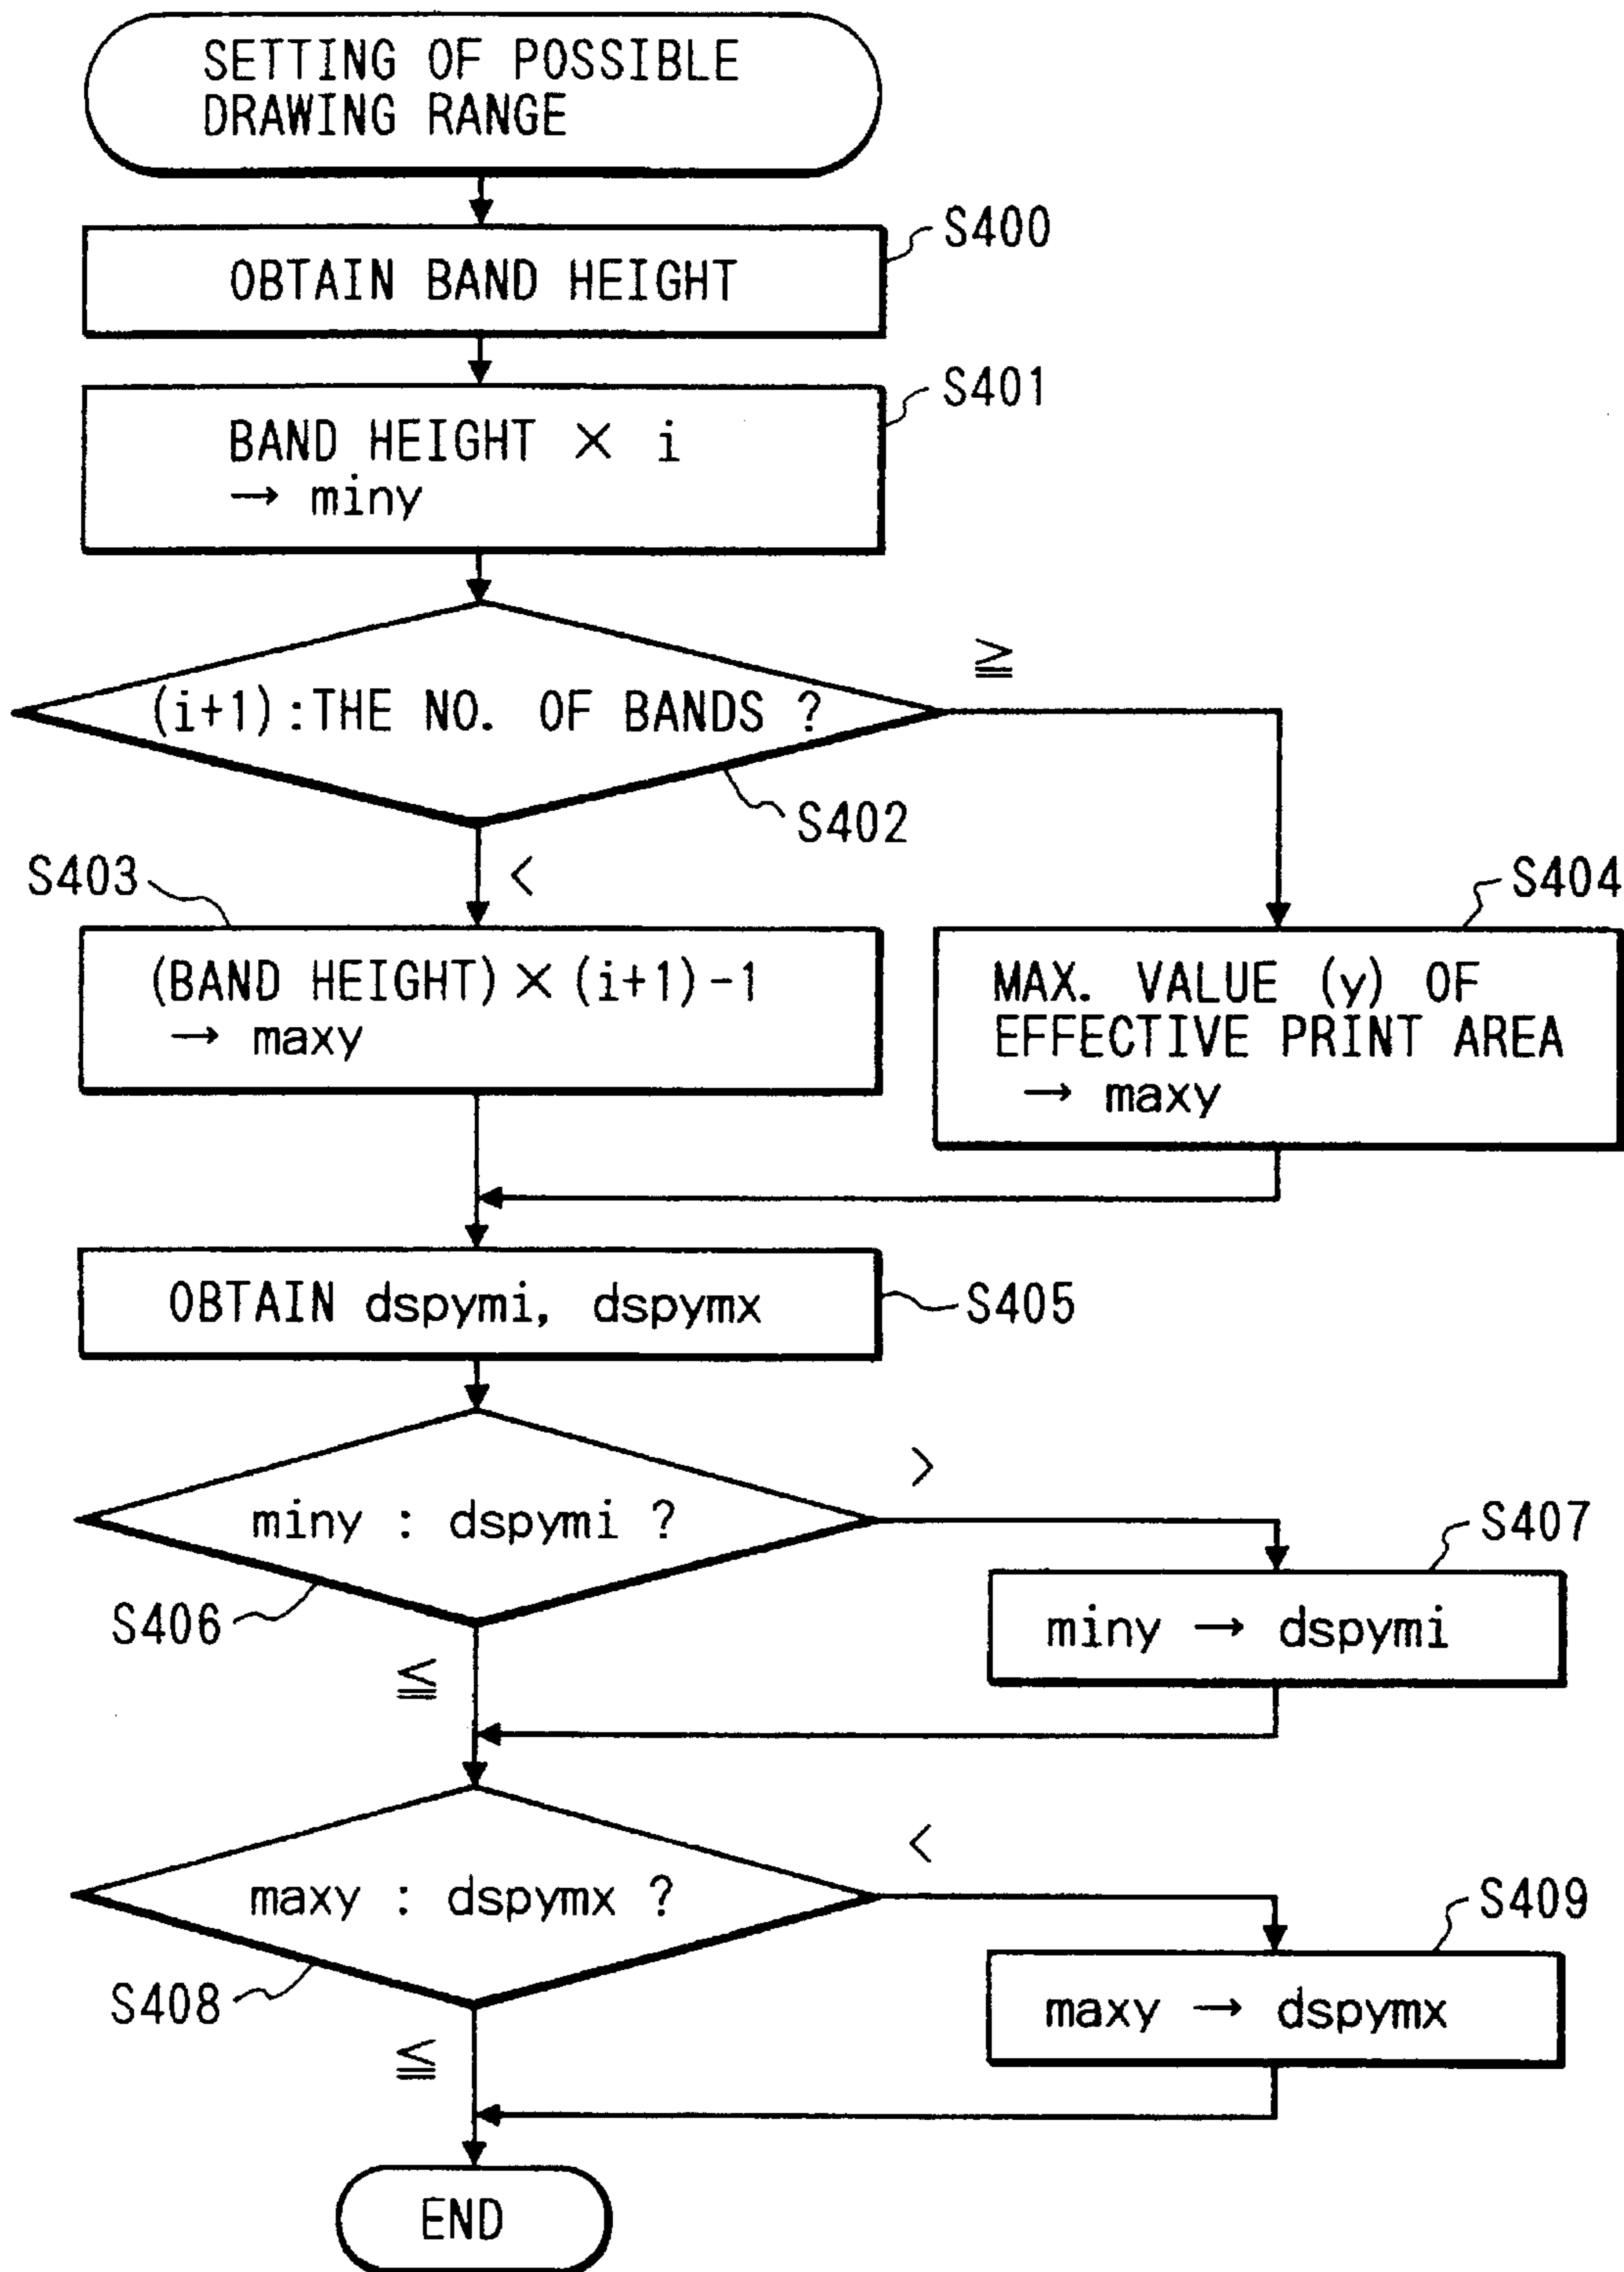 SETTING OF POSSIBLE
DRAWING RANGE
S400
OBTAIN BAND HEIGHT
S401
BAND HEIGHT × i
→ miny
≧
(i+1):THE NO. OF BANDS ?
S402
<
S403
(BAND HEIGHT)×(i+1)-1
→ maxy
S404
MAX. VALUE (y) OF
EFFECTIVE PRINT AREA
→ maxy
OBTAIN dspymi, dspymx
S405
>
miny : dspymi ?
S406
≦
S407
miny → dspymi
<
maxy : dspymx ?
S408
≦
S409
maxy → dspymx
END